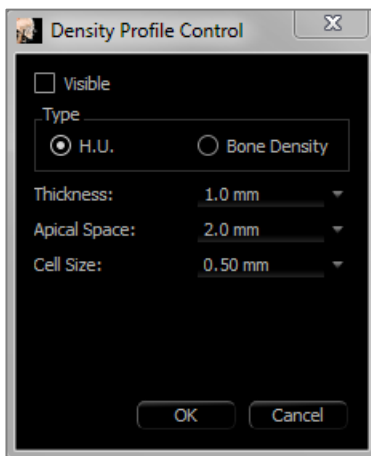 Density Profile Control
Visible
Type
H.U. Bone Density
Thickness: 1.0 mm
Apical Space: 2.0 mm
Cell Size: 0.50 mm
OK Cancel